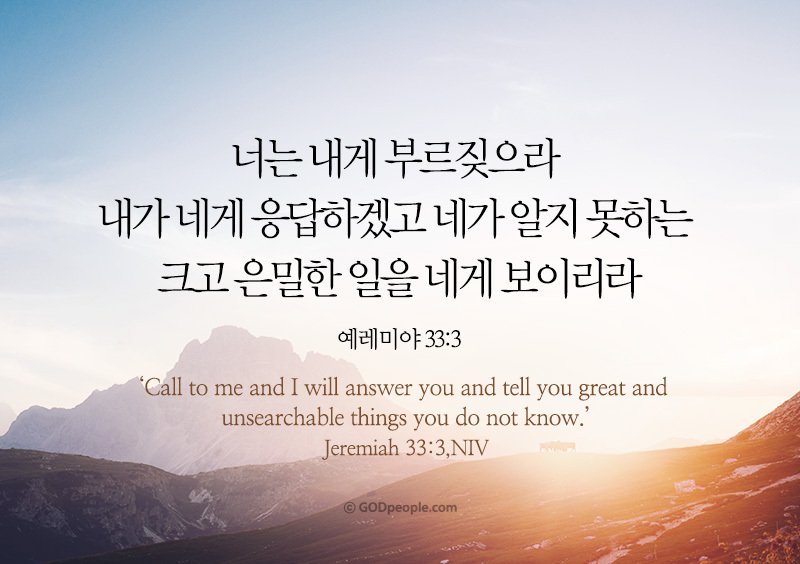 너는 내게 부르짖으라
내가 네게 응답하겠고 네가 알지 못하는
크고 은밀한 일을 네게 보이리라
예레미야 33:3
‘Call to me and I will answer you and tell you great and
unsearchable things you do not know.’
Jeremiah 33:3,NIV
© GODpeople.com